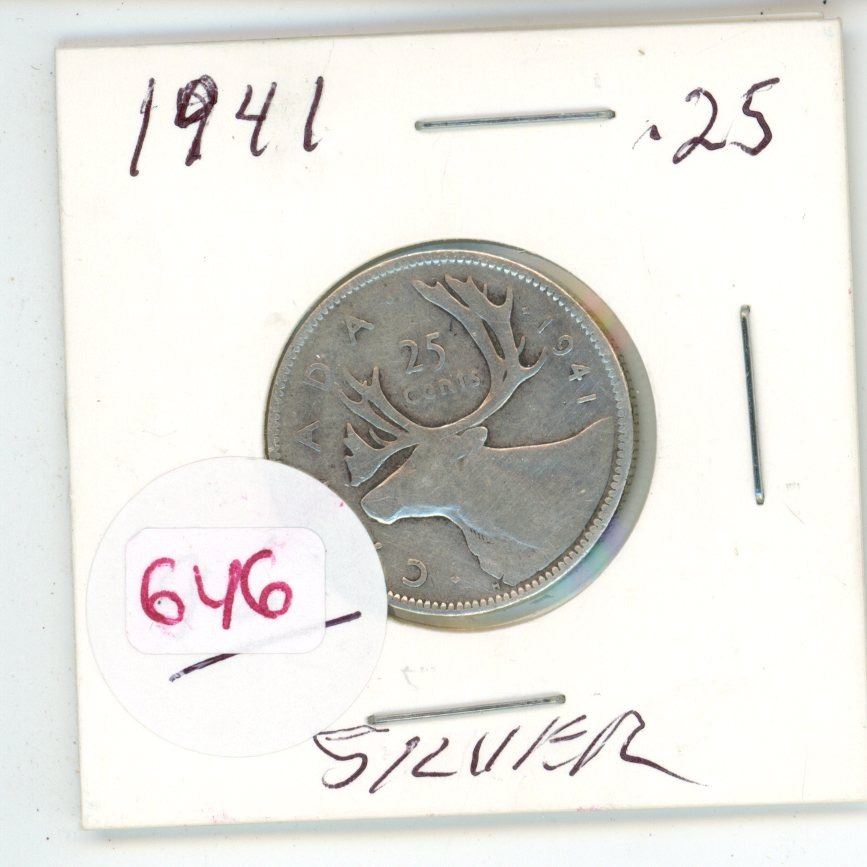 1941 .25
25
cents
CANADA 1941
646
SILVER